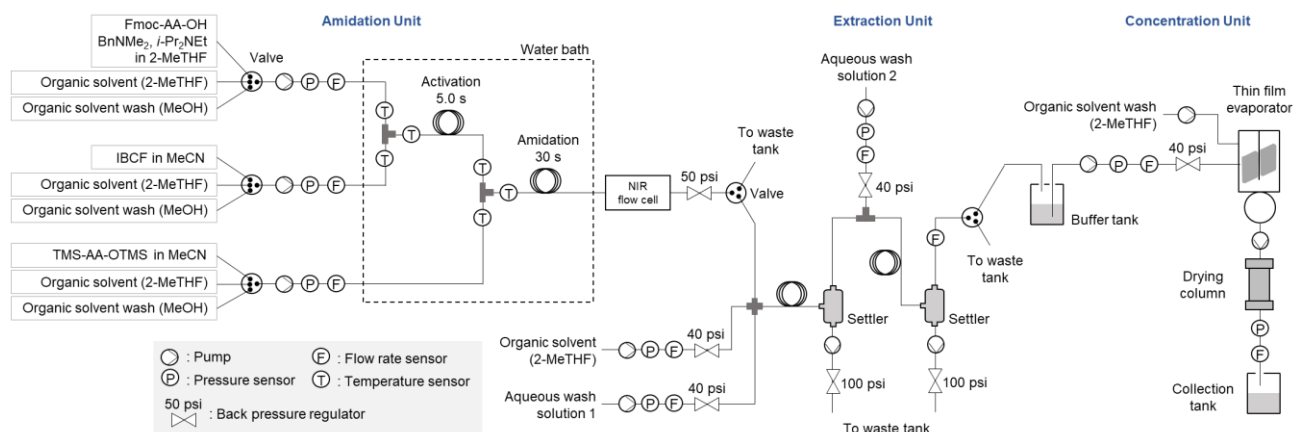 Amidation Unit
Extraction Unit
Concentration Unit
Fmoc-AA-OH
BnNMe₂, i-Pr₂NEt
in 2-MeTHF
Valve
Organic solvent (2-MeTHF)
Organic solvent wash (MeOH)
P
F
IBCF in MeCN
Organic solvent (2-MeTHF)
Organic solvent wash (MeOH)
P
F
TMS-AA-OTMS in MeCN
Organic solvent (2-MeTHF)
Organic solvent wash (MeOH)
P
F
Water bath
Activation
5.0 s
T
T
T
Amidation
30 s
T
T
T
NIR
flow cell
50 psi
To waste
tank
Valve
Organic solvent
(2-MeTHF)
P
F
40 psi
Aqueous wash
solution 1
P
F
40 psi
Aqueous wash
solution 2
P
F
40 psi
Settler
100 psi
Settler
100 psi
To waste tank
F
To waste
tank
Buffer tank
P
F
40 psi
Organic solvent wash
(2-MeTHF)
Thin film
evaporator
Drying
column
P
F
Collection
tank
: Pump
P : Pressure sensor
F : Flow rate sensor
T : Temperature sensor
50 psi
: Back pressure regulator